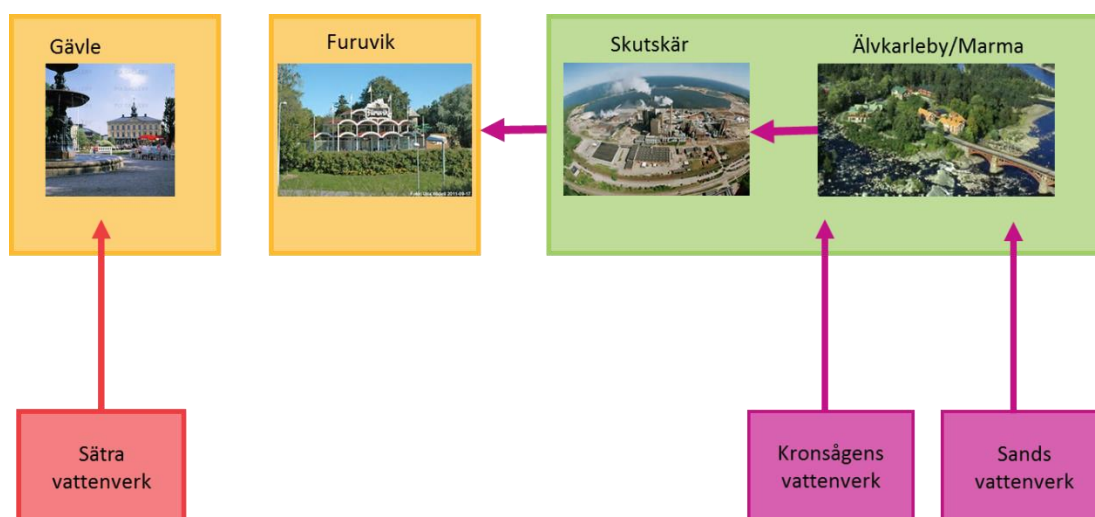 Gävle
Furuvik
Skutskär
Älvkarleby/Marma
Sätra
vattenverk
Kronsågens
vattenverk
Sands
vattenverk